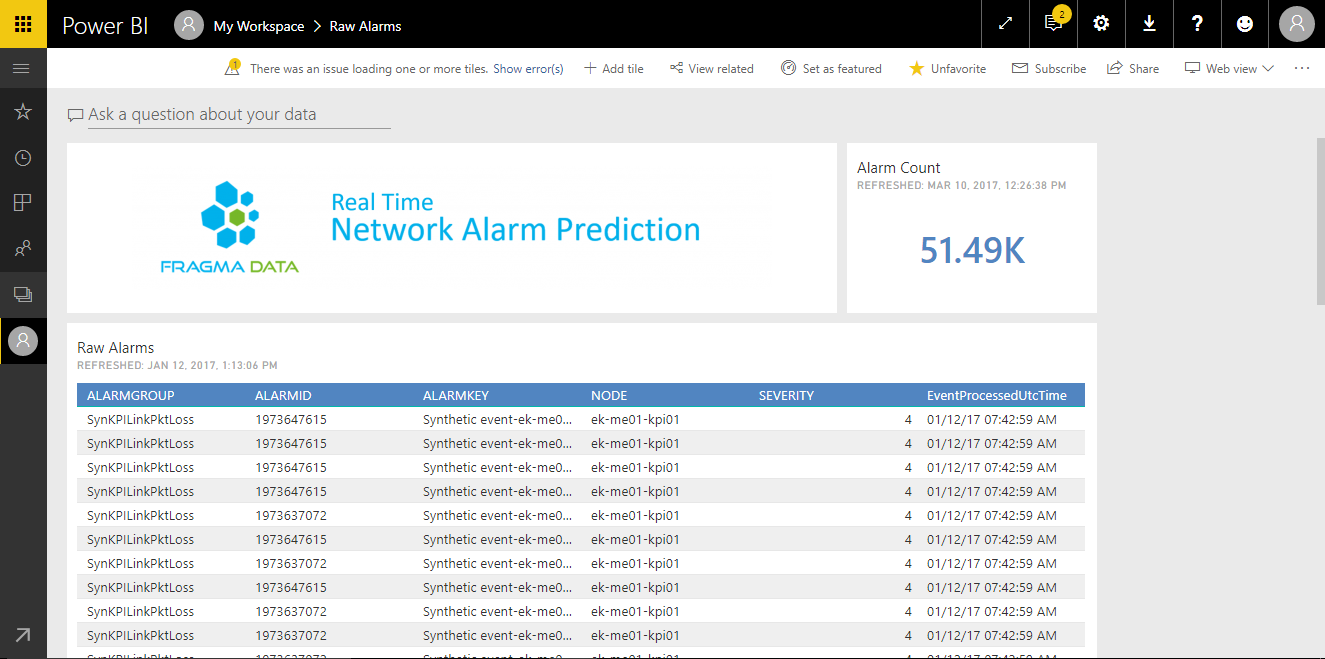 Power BI My Workspace > Raw Alarms 2 ?
1 There was an issue loading one or more tiles. Show error(s) Add tile View related Set as featured Unfavorite Subscribe Share Web view ...
Ask a question about your data
FRAGMA DATA
Real Time
Network Alarm Prediction
Alarm Count
REFRESHED: MAR 10, 2017, 12:26:38 PM
51.49K
Raw Alarms
REFRESHED: JAN 12, 2017, 1:13:06 PM
ALARMGROUP ALARMID ALARMKEY NODE SEVERITY EventProcessedUtcTime
SynKPILinkPktLoss 1973647615 Synthetic event-ek-me0... ek-me01-kpi01 4 01/12/17 07:42:59 AM
SynKPILinkPktLoss 1973647615 Synthetic event-ek-me0... ek-me01-kpi01 4 01/12/17 07:42:59 AM
SynKPILinkPktLoss 1973647615 Synthetic event-ek-me0... ek-me01-kpi01 4 01/12/17 07:42:59 AM
SynKPILinkPktLoss 1973647615 Synthetic event-ek-me0... ek-me01-kpi01 4 01/12/17 07:42:59 AM
SynKPILinkPktLoss 1973637072 Synthetic event-ek-me0... ek-me01-kpi01 4 01/12/17 07:42:59 AM
SynKPILinkPktLoss 1973647615 Synthetic event-ek-me0... ek-me01-kpi01 4 01/12/17 07:42:59 AM
SynKPILinkPktLoss 1973637072 Synthetic event-ek-me0... ek-me01-kpi01 4 01/12/17 07:42:59 AM
SynKPILinkPktLoss 1973647615 Synthetic event-ek-me0... ek-me01-kpi01 4 01/12/17 07:42:59 AM
SynKPILinkPktLoss 1973637072 Synthetic event-ek-me0... ek-me01-kpi01 4 01/12/17 07:42:59 AM
SynKPILinkPktLoss 1973637072 Synthetic event-ek-me0... ek-me01-kpi01 4 01/12/17 07:42:59 AM